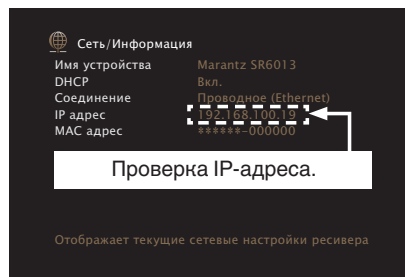 Сеть/Информация
Имя устройства Marantz SR6013
DHCP Вкл.
Соединение Проводное (Ethernet)
IP адрес 192.168.100.19
MAC адрес ******-000000
Проверка IP-адреса.
Отображает текущие сетевые настройки ресивера